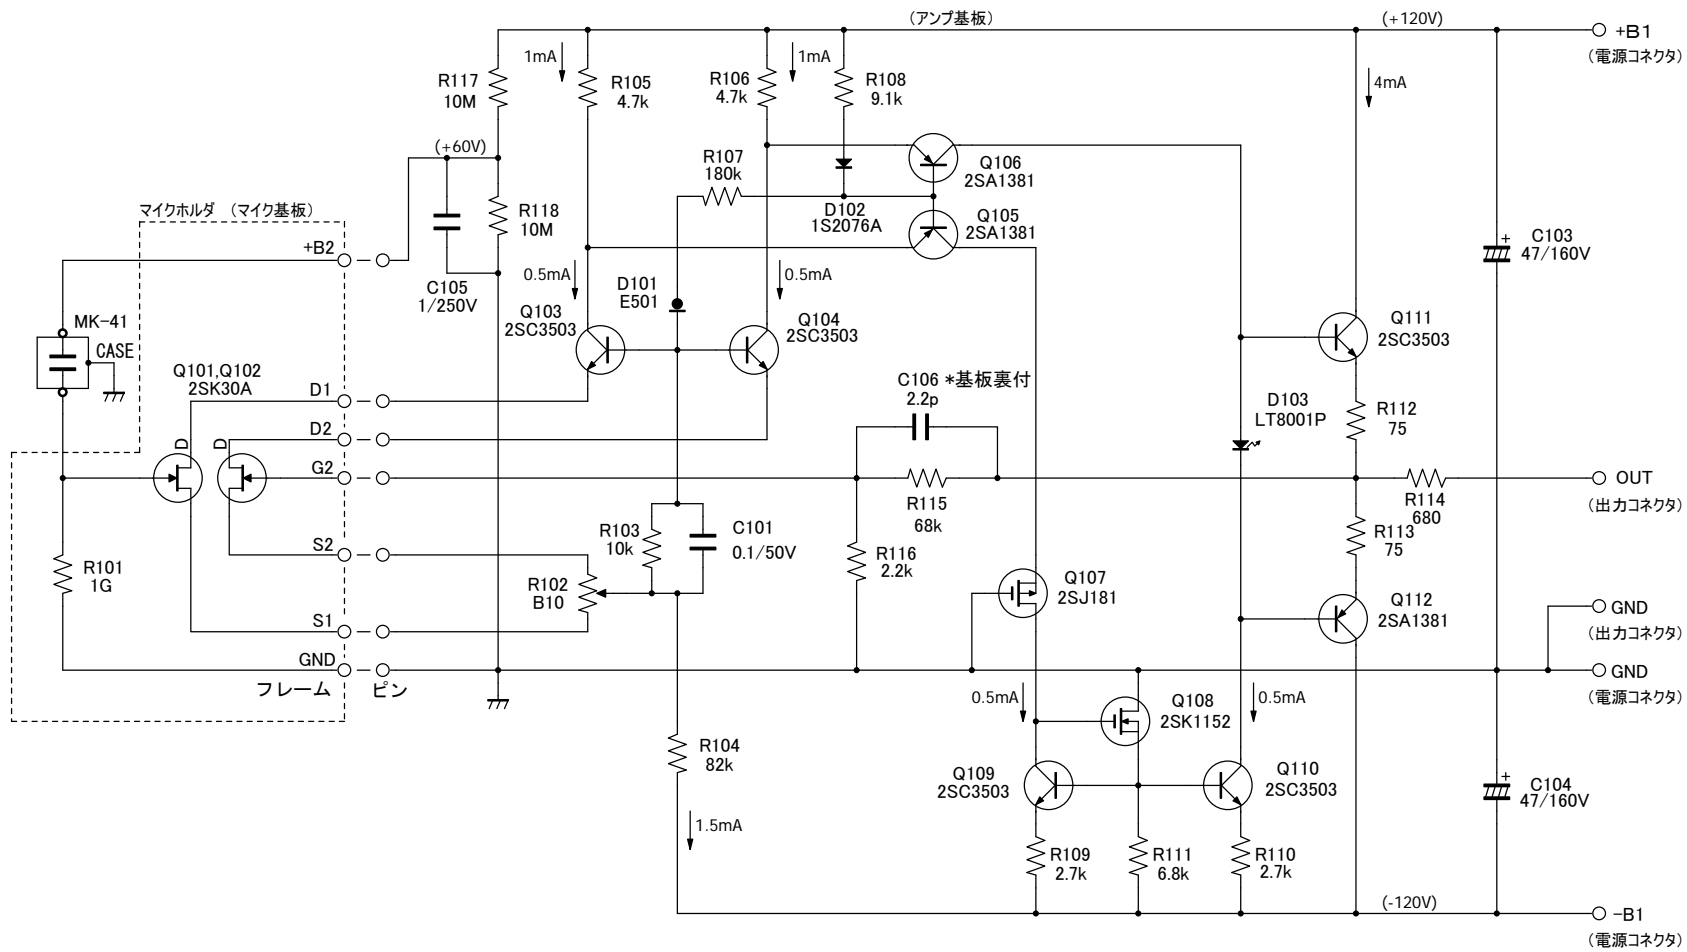 (アンプ基板)
(+120V)
+B1
(電源コネクタ)
1mA
R117
10M
R105
4.7k
R106
4.7k
1mA
R108
9.1k
4mA
(+60V)
R107
180k
Q106
2SA1381
D102
1S2076A
Q105
2SA1381
マイクホルダ (マイク基板)
R118
10M
+B2
C105
1/250V
0.5mA
D101
E501
0.5mA
C103
47/160V
+
MK-41
CASE
Q103
2SC3503
Q104
2SC3503
Q111
2SC3503
Q101,Q102
2SK30A
D1
C106 *基板裏付
2.2p
D103
LT8001P
R112
75
D
D
D2
G2
R115
68k
OUT
(出力コネクタ)
R114
680
R113
75
R103
10k
C101
0.1/50V
R116
2.2k
S2
R101
1G
R102
B10
Q107
2SJ181
Q112
2SA1381
GND
(出力コネクタ)
S1
GND
フレーム
ピン
GND
(電源コネクタ)
0.5mA
Q108
2SK1152
0.5mA
R104
82k
Q109
2SC3503
Q110
2SC3503
+
C104
47/160V
1.5mA
R109
2.7k
R111
6.8k
R110
2.7k
(-120V)
-B1
(電源コネクタ)